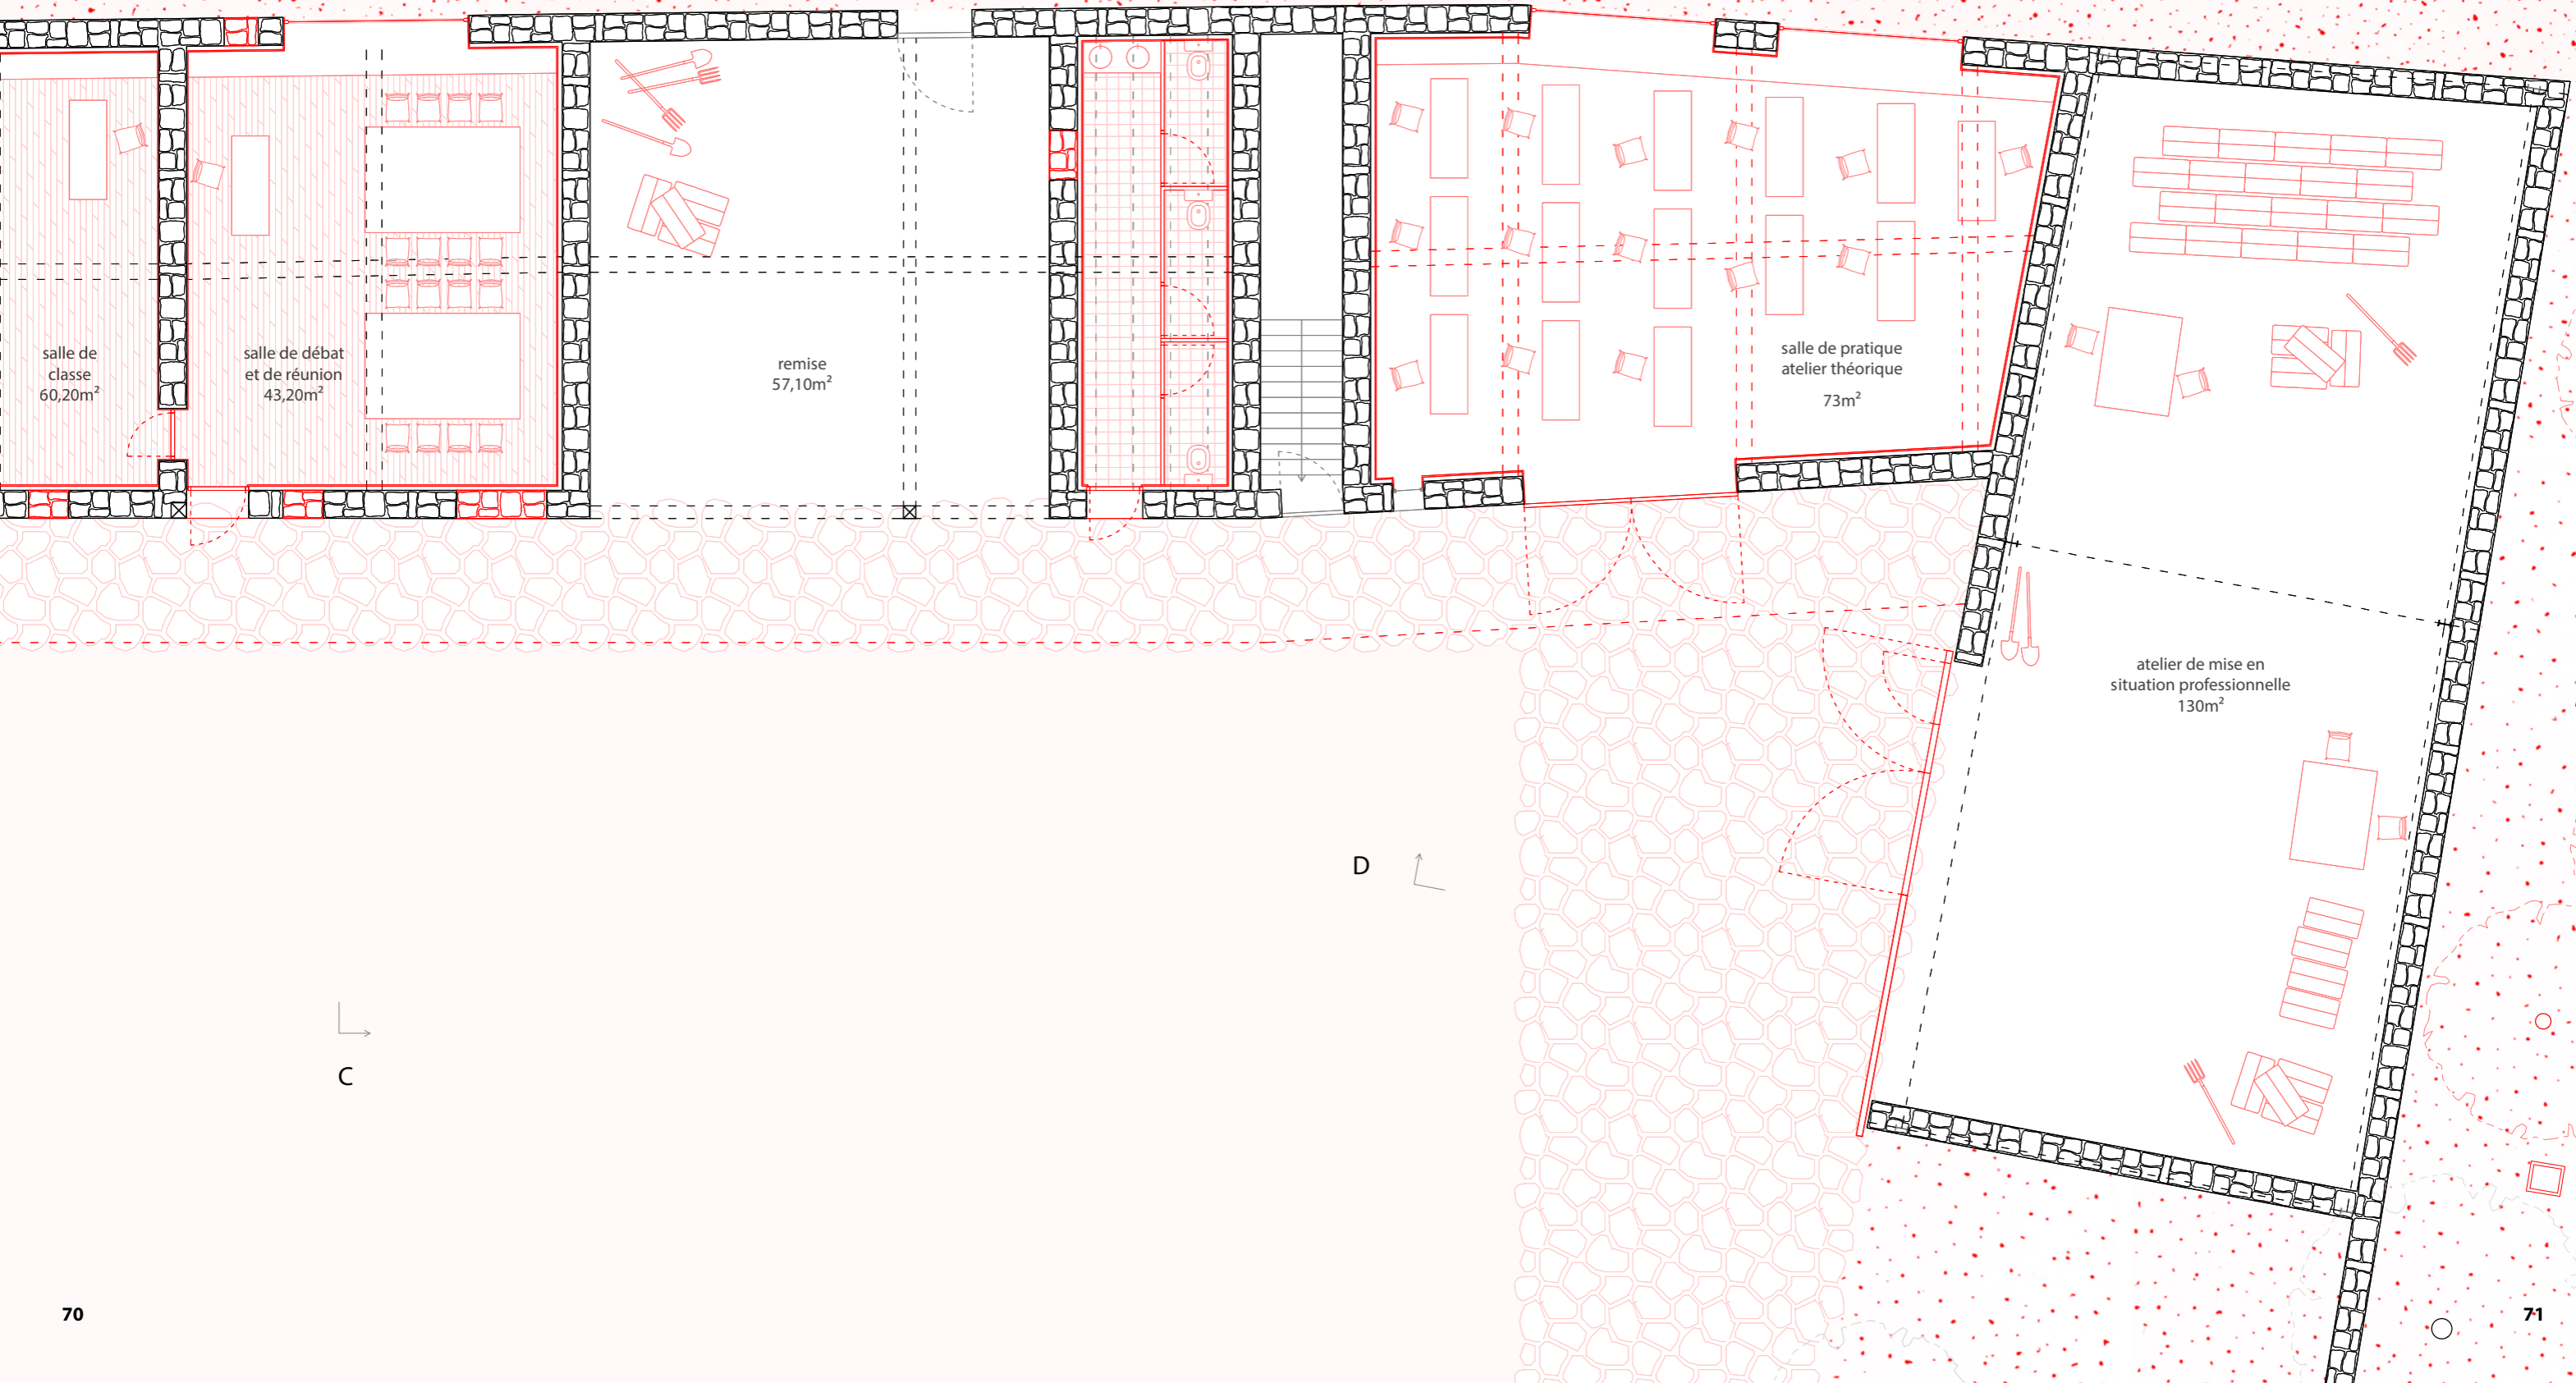 salle de
classe
60,20m²
salle de débat
et de réunion
43,20m²
remise
57,10m²
salle de pratique
atelier théorique
73m²
atelier de mise en
situation professionnelle
130m²
D
C
70
71